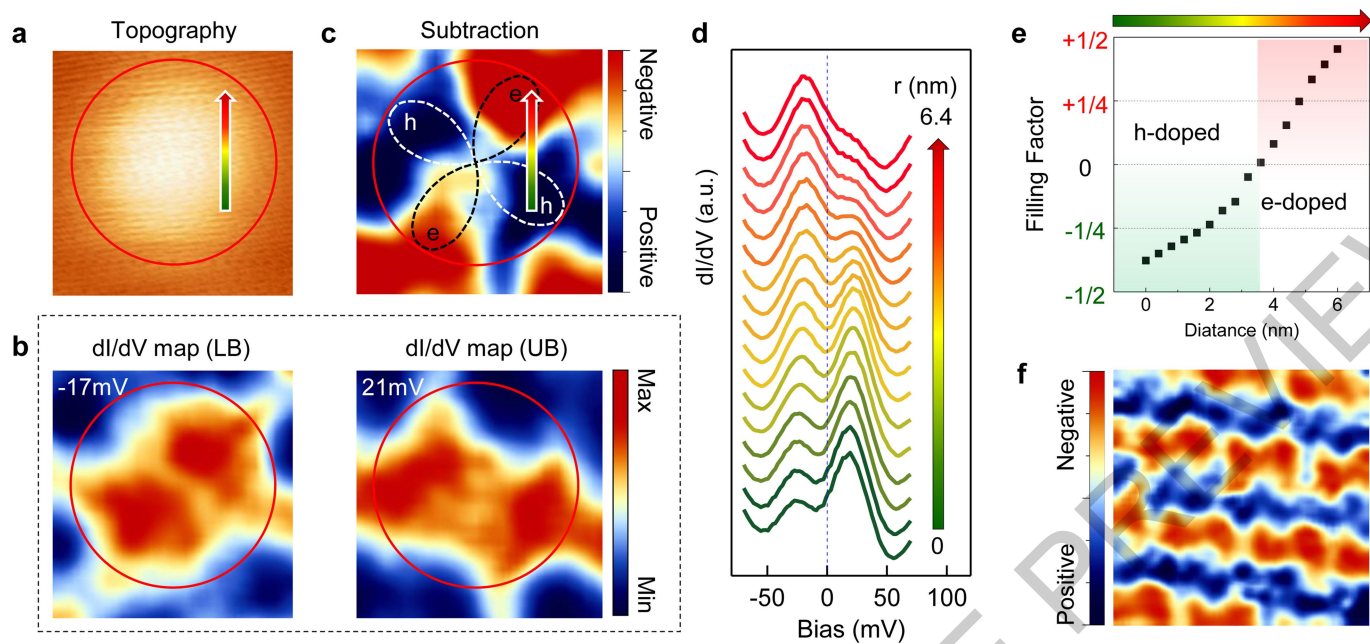 a
Topography
c
Subtraction
e
h
h
e
Negative
Positive
b
dI/dV map (LB)
-17mV
dI/dV map (UB)
21mV
Max
Min
d
r (nm)
6.4
0
dI/dV (a.u.)
-50
0
50
100
Bias (mV)
e
+1/2
+1/4
0
-1/4
-1/2
Filling Factor
h-doped
e-doped
0
2
4
6
Diatance (nm)
f
Negative
Positive
E PREVIEW